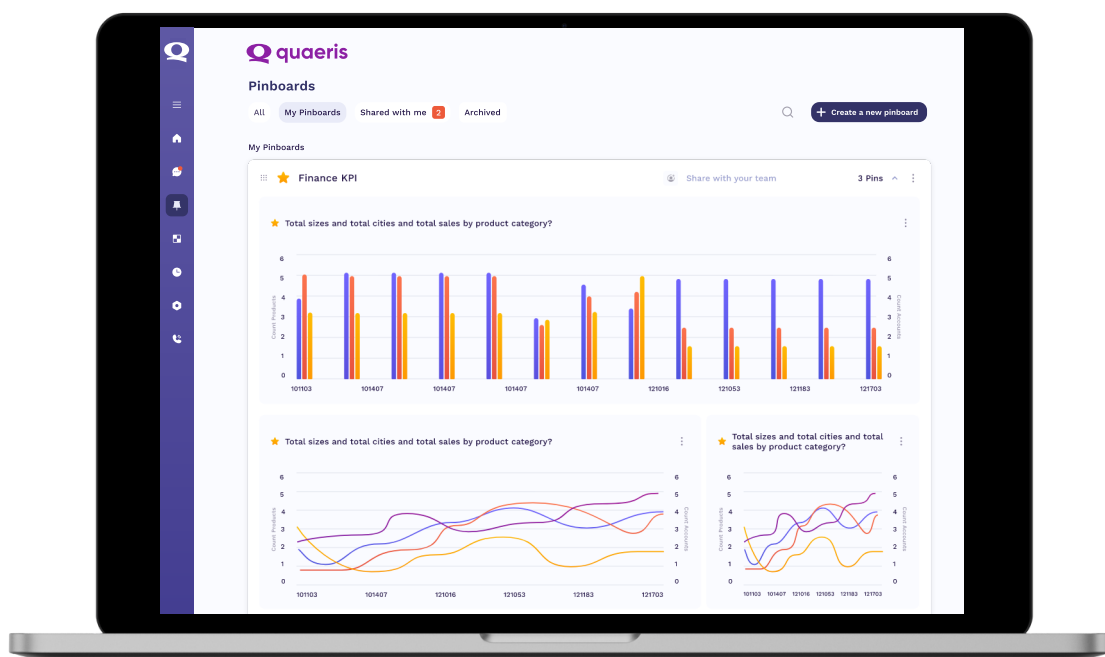 quaeris
Pinboards
All My Pinboards Shared with me 2 Archived
+ Create a new pinboard
My Pinboards
Finance KPI
Share with your team
3 Pins
Total sizes and total cities and total sales by product category?
6 6
5 5
4 4
3 3
2 2
1 1
0 0
Count Products
Count Accounts
101103 101407 101407 101407 101407 121016 121053 121183 121703
Total sizes and total cities and total sales by product category?
6 6
5 5
4 4
3 3
2 2
1 1
0 0
Count Products
Count Accounts
101103 101407 121016 121053 121183 121703
Total sizes and total cities and total
sales by product category?
6 6
5 5
4 4
3 3
2 2
1 1
0 0
Count Products
Count Accounts
101103 101407 121016 121053 121183 121703